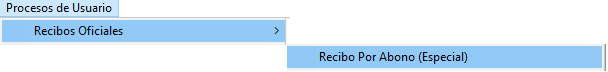 Procesos de Usuario
Recibos Oficiales
Recibo Por Abono (Especial)